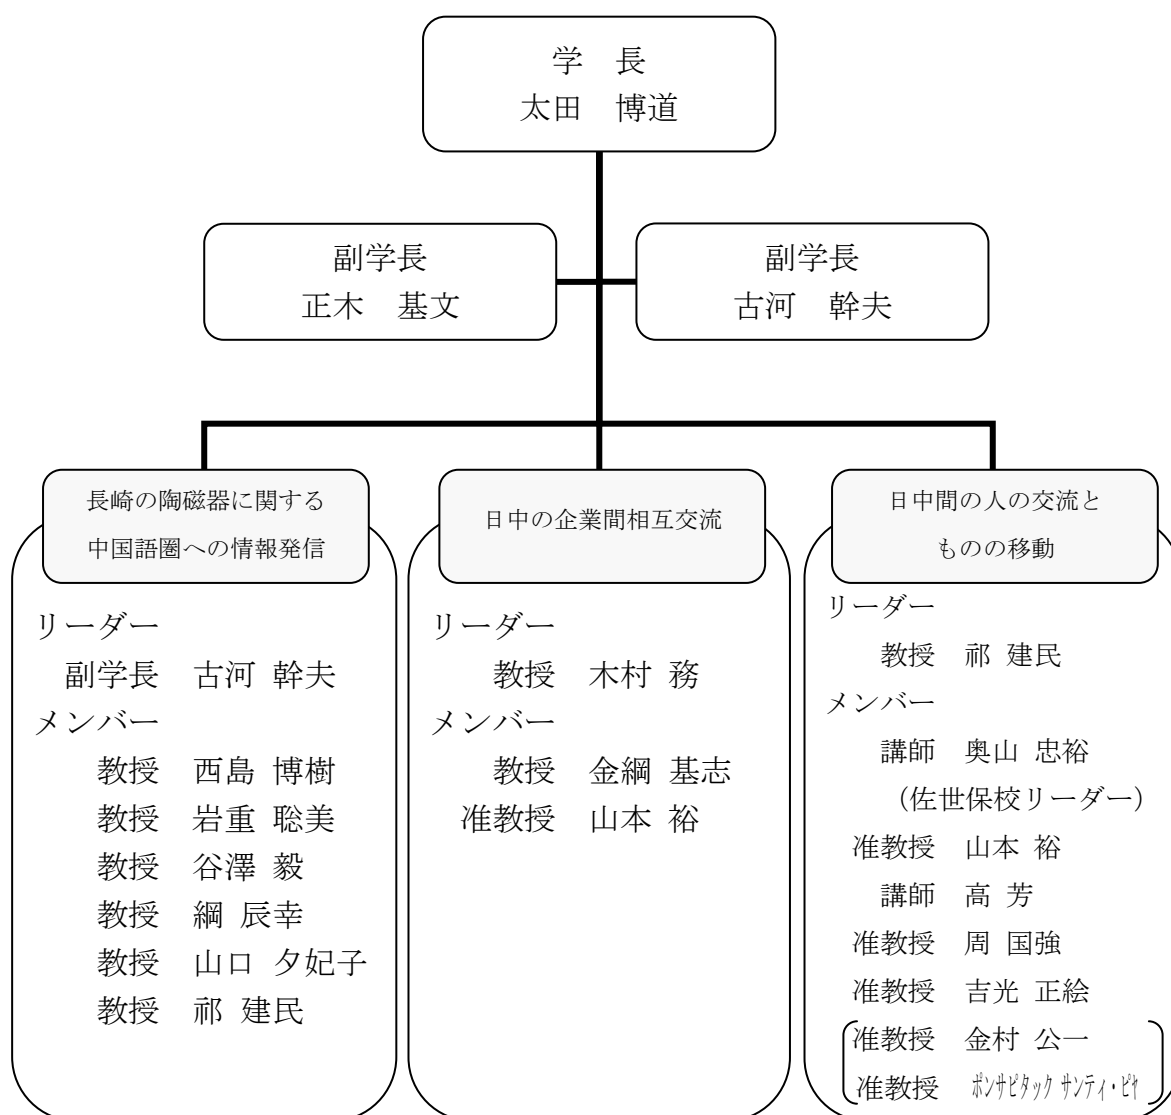 学　長
太田　博道
副学長
正木　基文
副学長
古河　幹夫
長崎の陶磁器に関する
中国語圏への情報発信
リーダー
副学長　古河 幹夫
メンバー
教授　西島 博樹
教授　岩重 聡美
教授　谷澤 毅
教授　綱 辰幸
教授　山口 夕妃子
教授　祁 建民
日中の企業間相互交流
リーダー
教授　木村 務
メンバー
教授　金綱 基志
准教授　山本 裕
日中間の人の交流と
ものの移動
リーダー
教授　祁 建民
メンバー
講師　奥山 忠裕
（佐世保校リーダー）
准教授　山本 裕
講師　高 芳
准教授　周 国強
准教授　吉光 正絵
准教授　金村 公一
准教授　ポンサピタック サンティ・ピヤ